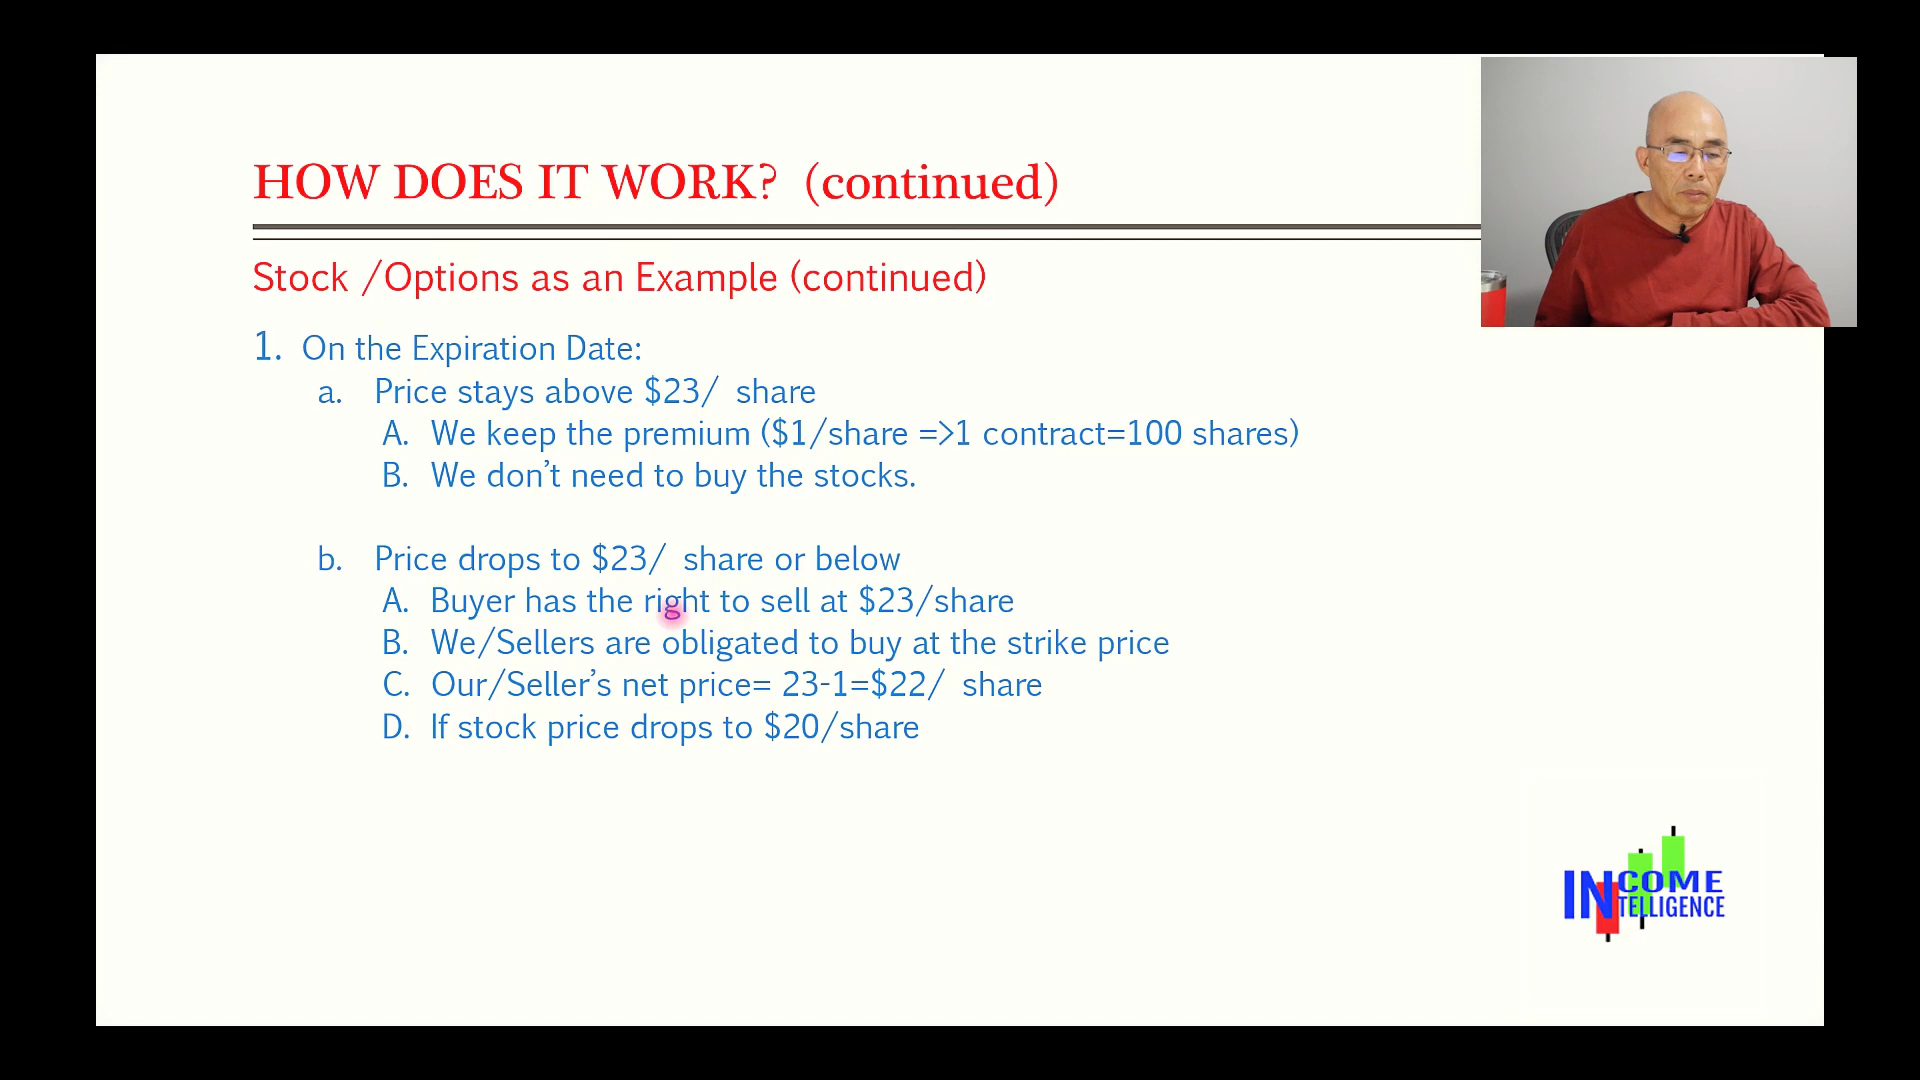 HOW DOES IT WORK? (continued)
Stock /Options as an Example (continued)
1. On the Expiration Date:
a. Price stays above $23/ share
A. We keep the premium ($1/share =>1 contract=100 shares)
B. We don’t need to buy the stocks.
b. Price drops to $23/ share or below
A. Buyer has the right to sell at $23/share
B. We/Sellers are obligated to buy at the strike price
C. Our/Seller’s net price= 23-1=$22/ share
D. If stock price drops to $20/share
INCOME
TELLIGENCE